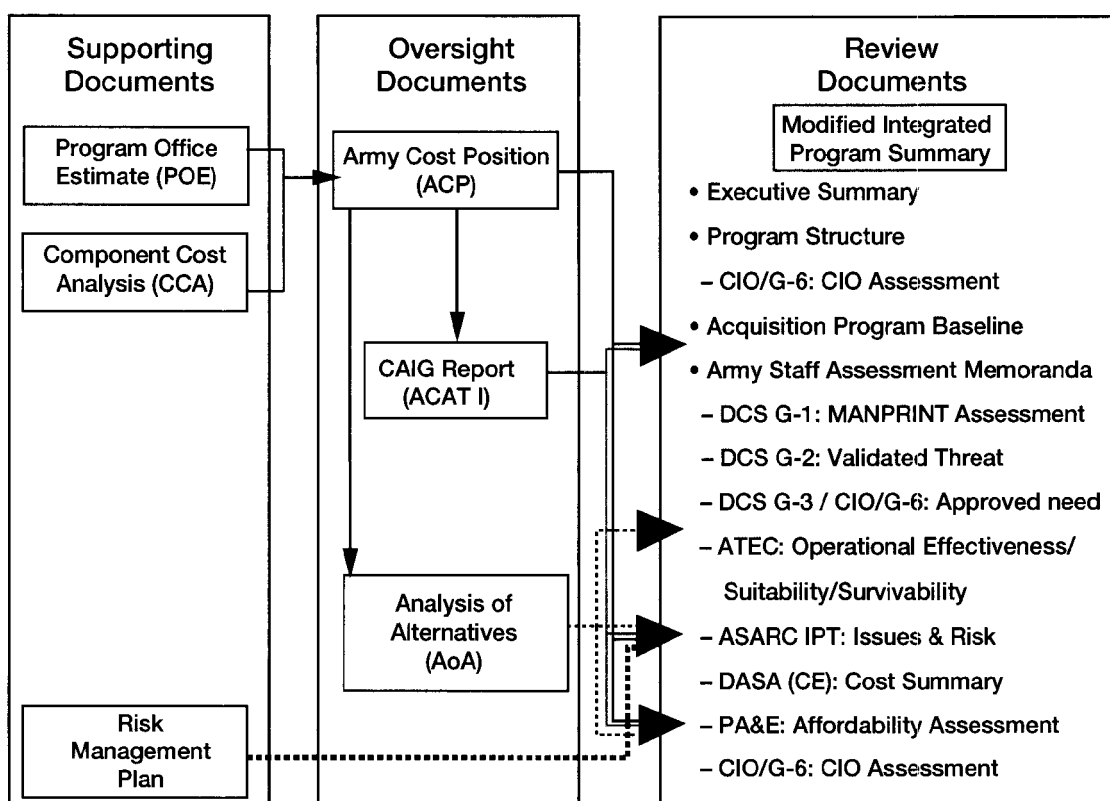 Supporting
Documents
Program Office
Estimate (POE)
Component Cost
Analysis (CCA)
Risk
Management
Plan
Oversight
Documents
Army Cost Position
(ACP)
CAIG Report
(ACAT I)
Analysis of
Alternatives
(AoA)
Review
Documents
Modified Integrated
Program Summary
• Executive Summary
• Program Structure
– CIO/G-6: CIO Assessment
• Acquisition Program Baseline
• Army Staff Assessment Memoranda
– DCS G-1: MANPRINT Assessment
– DCS G-2: Validated Threat
– DCS G-3 / CIO/G-6: Approved need
– ATEC: Operational Effectiveness/
Suitability/Survivability
– ASARC IPT: Issues & Risk
– DASA (CE): Cost Summary
– PA&E: Affordability Assessment
– CIO/G-6: CIO Assessment